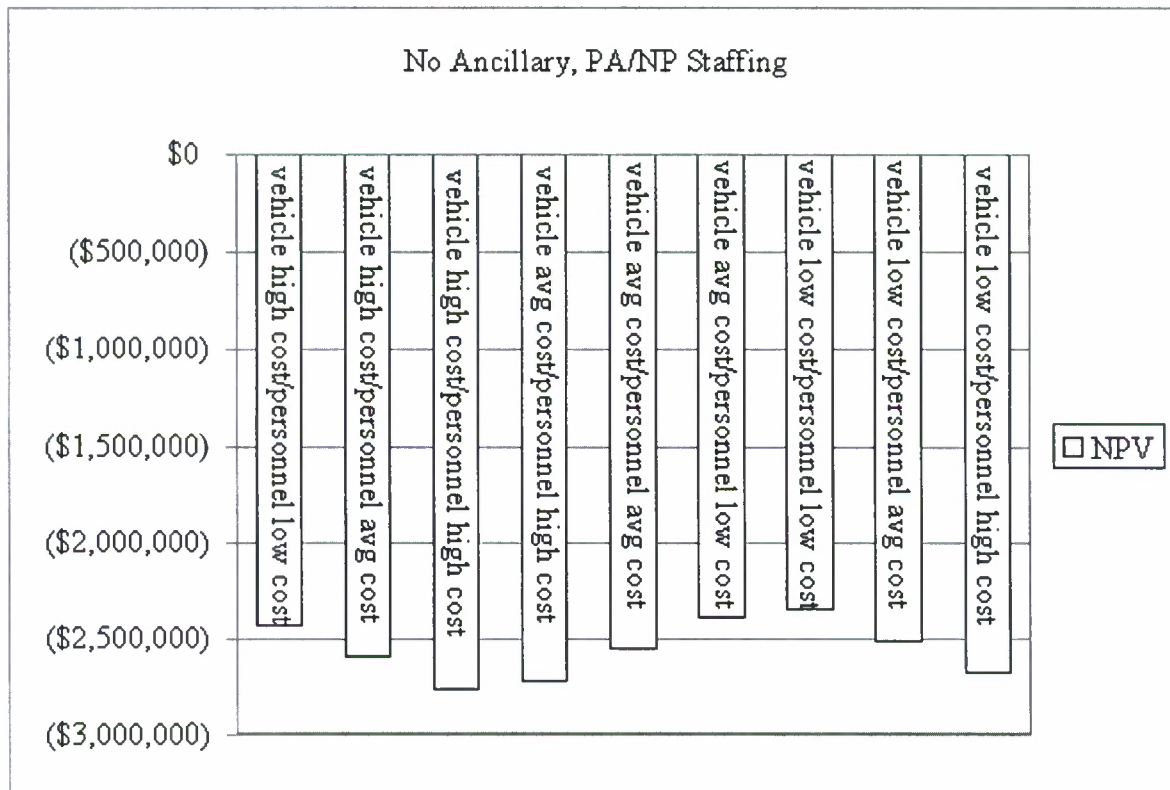 No Ancillary, PA/NP Staffing
$0
($500,000)
($1,000,000)
($1,500,000)
($2,000,000)
($2,500,000)
($3,000,000)
vehicle high cost/personnel low cost
vehicle high cost/personnel avg cost
vehicle high cost/personnel high cost
vehicle avg cost/personnel high cost
vehicle avg cost/personnel avg cost
vehicle avg cost/personnel low cost
vehicle low cost/personnel low cost
vehicle low cost/personnel avg cost
vehicle low cost/personnel high cost
NPV